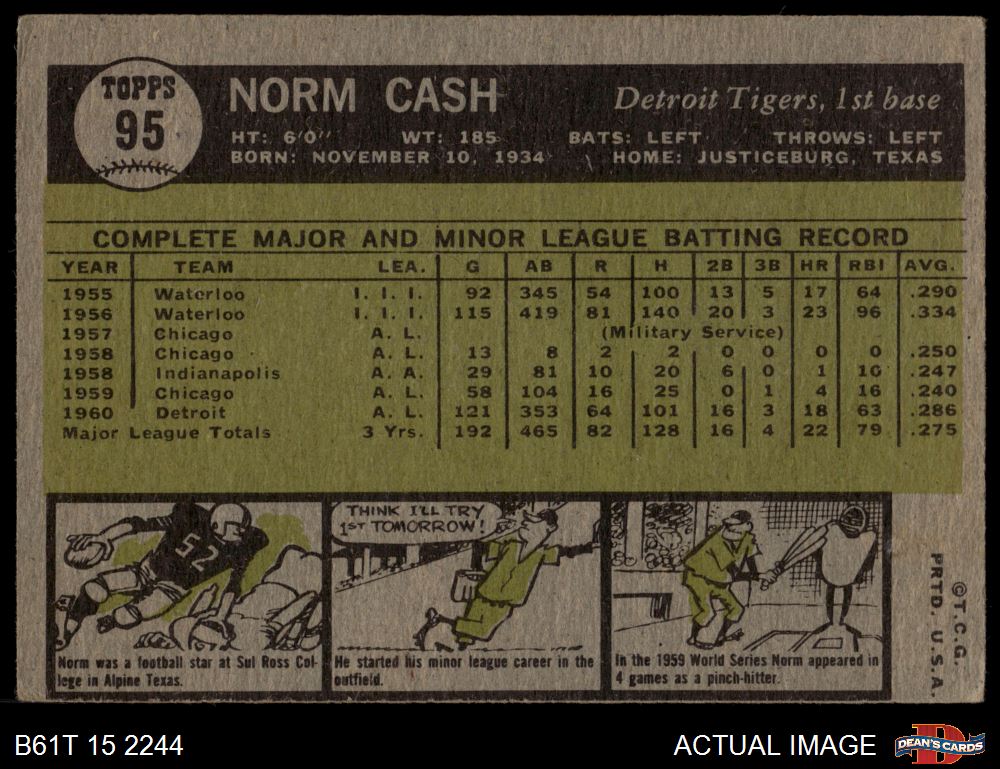 TOPPS
95
NORM CASH
Detroit Tigers, 1st base
HT: 6'0" WT: 185 BATS: LEFT THROWS: LEFT
BORN: NOVEMBER 10, 1934 HOME: JUSTICEBURG, TEXAS
COMPLETE MAJOR AND MINOR LEAGUE BATTING RECORD
YEAR TEAM LEA. G AB R H 2B 3B HR RBI AVG.
1955 Waterloo I. I. I. 92 345 54 100 13 5 17 64 .290
1956 Waterloo I. I. I. 115 419 81 140 20 3 23 96 .334
1957 Chicago A. L. (Military Service)
1958 Chicago A. L. 13 8 2 2 0 0 0 0 .250
1958 Indianapolis A. A. 29 81 10 20 6 0 1 10 .247
1959 Chicago A. L. 58 104 16 25 0 1 4 16 .240
1960 Detroit A. L. 121 353 64 101 16 3 18 63 .286
Major League Totals 3 Yrs. 192 465 82 128 16 4 22 79 .275
52
Norm was a football star at Sul Ross Col-
lege in Alpine Texas.
THINK I'LL TRY
1ST TOMORROW!
He started his minor league career in the
outfield.
In the 1959 World Series Norm appeared in
4 games as a pinch-hitter.
©T.C.G.
PRTD. U.S.A.
B61T 15 2244
ACTUAL IMAGE
D
DEAN'S CARDS